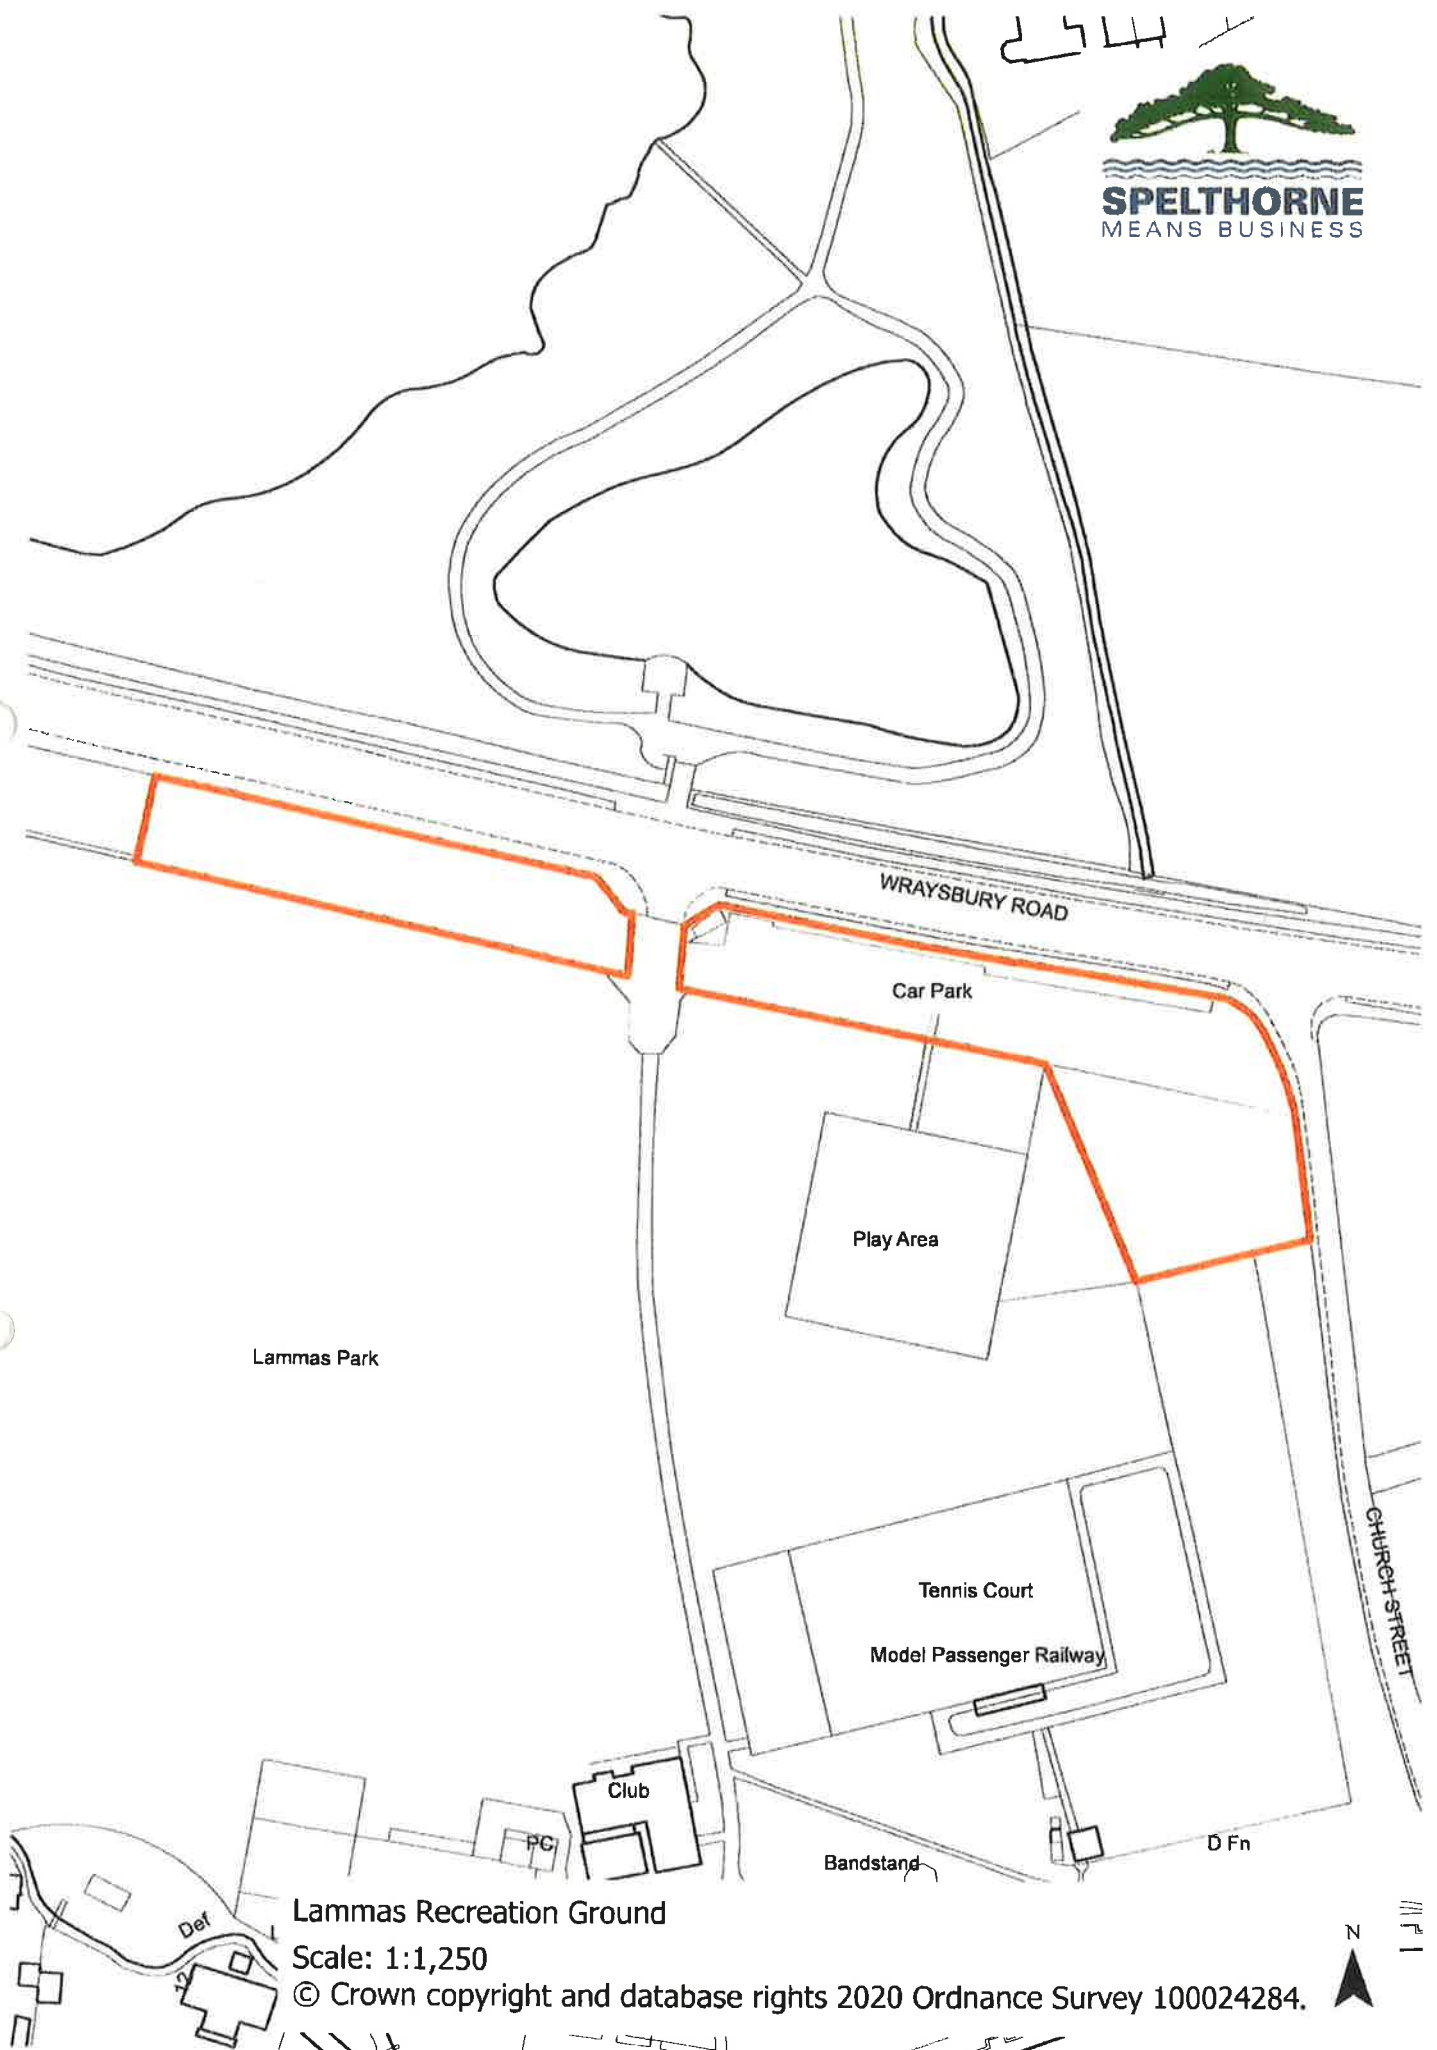 SPELTHORNE
MEANS BUSINESS
WRAYSBURY ROAD
Car Park
Play Area
Lammas Park
CHURCH STREET
Tennis Court
Model Passenger Railway
Club
PC
Bandstand
D Fn
Def
12
Lammas Recreation Ground
Scale: 1:1,250
© Crown copyright and database rights 2020 Ordnance Survey 100024284.
N